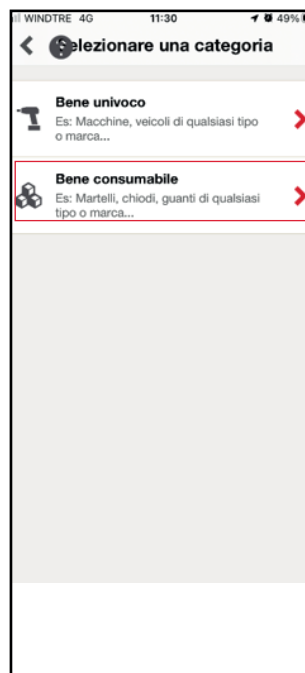 WINDTRE 4G 11:30 49%
Selezionare una categoria
Bene univoco
Es: Macchine, veicoli di qualsiasi tipo
o marca...
Bene consumabile
Es: Martelli, chiodi, guanti di qualsiasi
tipo o marca...